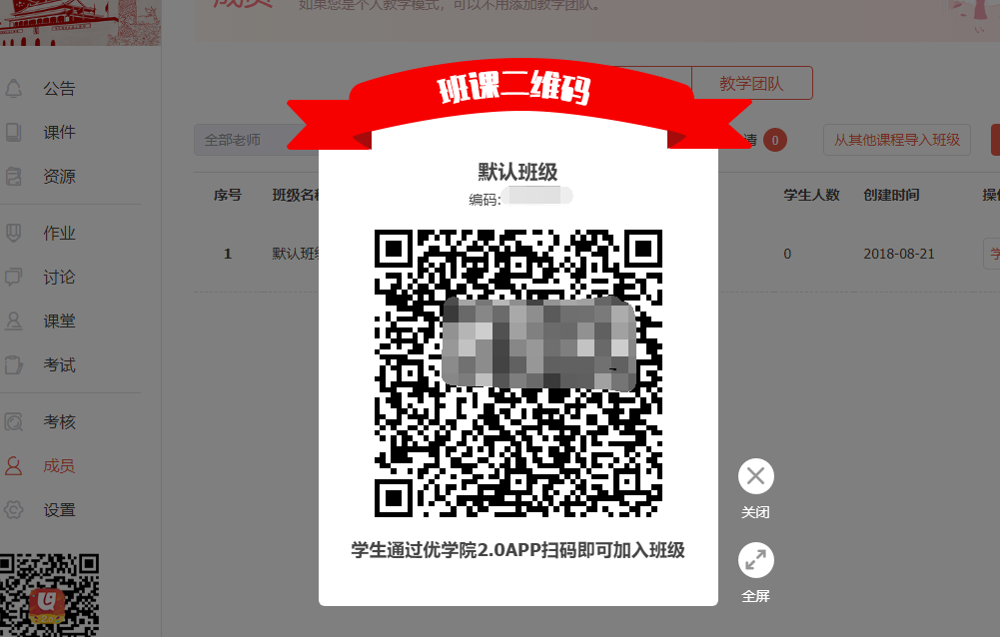 成员
如果您是个人教学模式，可以不用添加教学团队。
教学团队
全部老师
请 0
从其他课程导入班级
序号
班级名称
学生人数
创建时间
操作
1
默认班级
0
2018-08-21
学
公告
课件
资源
作业
讨论
课堂
考试
考核
成员
设置
班课二维码
默认班级
编码:
学生通过优学院2.0APP扫码即可加入班级
关闭
全屏